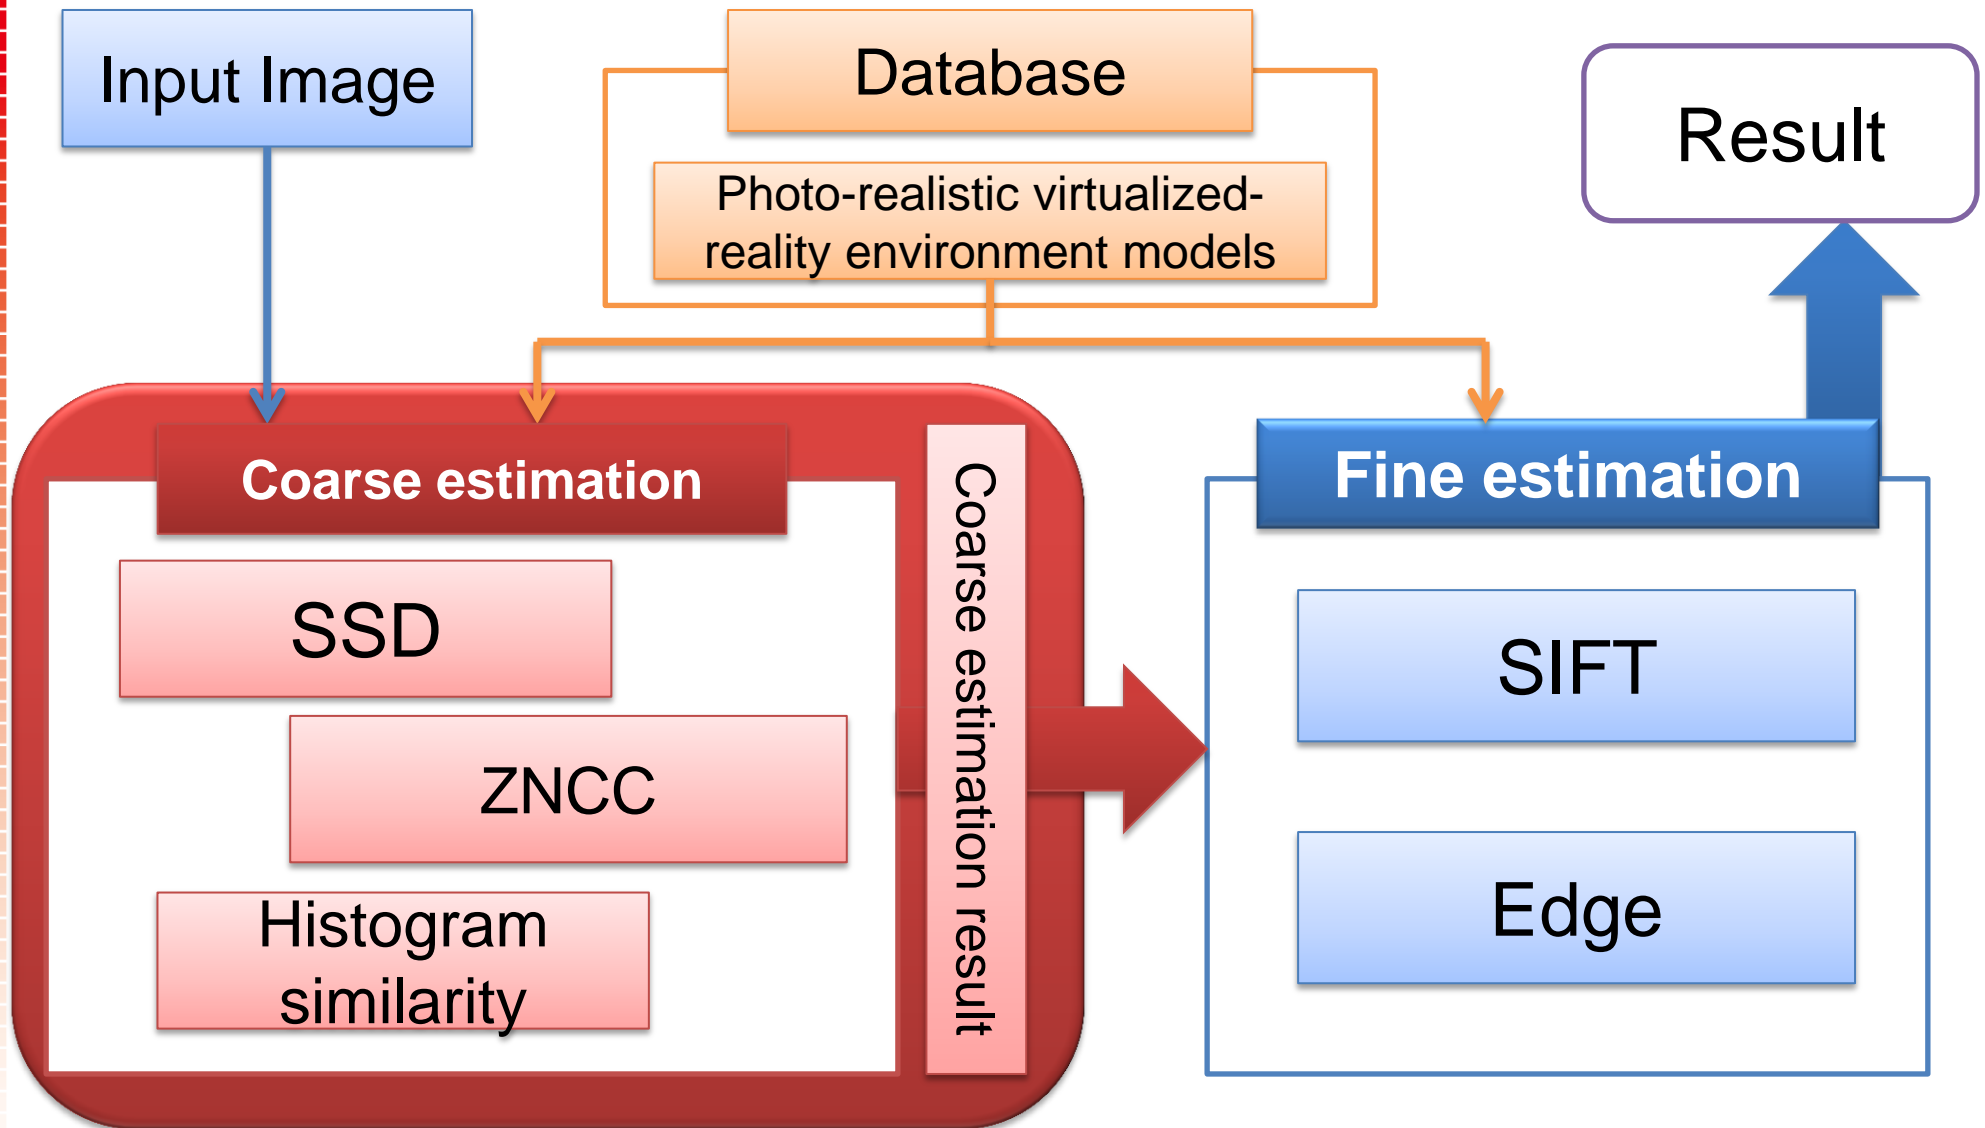 Input Image
Database
Photo-realistic virtualized-
reality environment models
Result
Coarse estimation
SSD
ZNCC
Histogram
similarity
Coarse estimation result
Fine estimation
SIFT
Edge